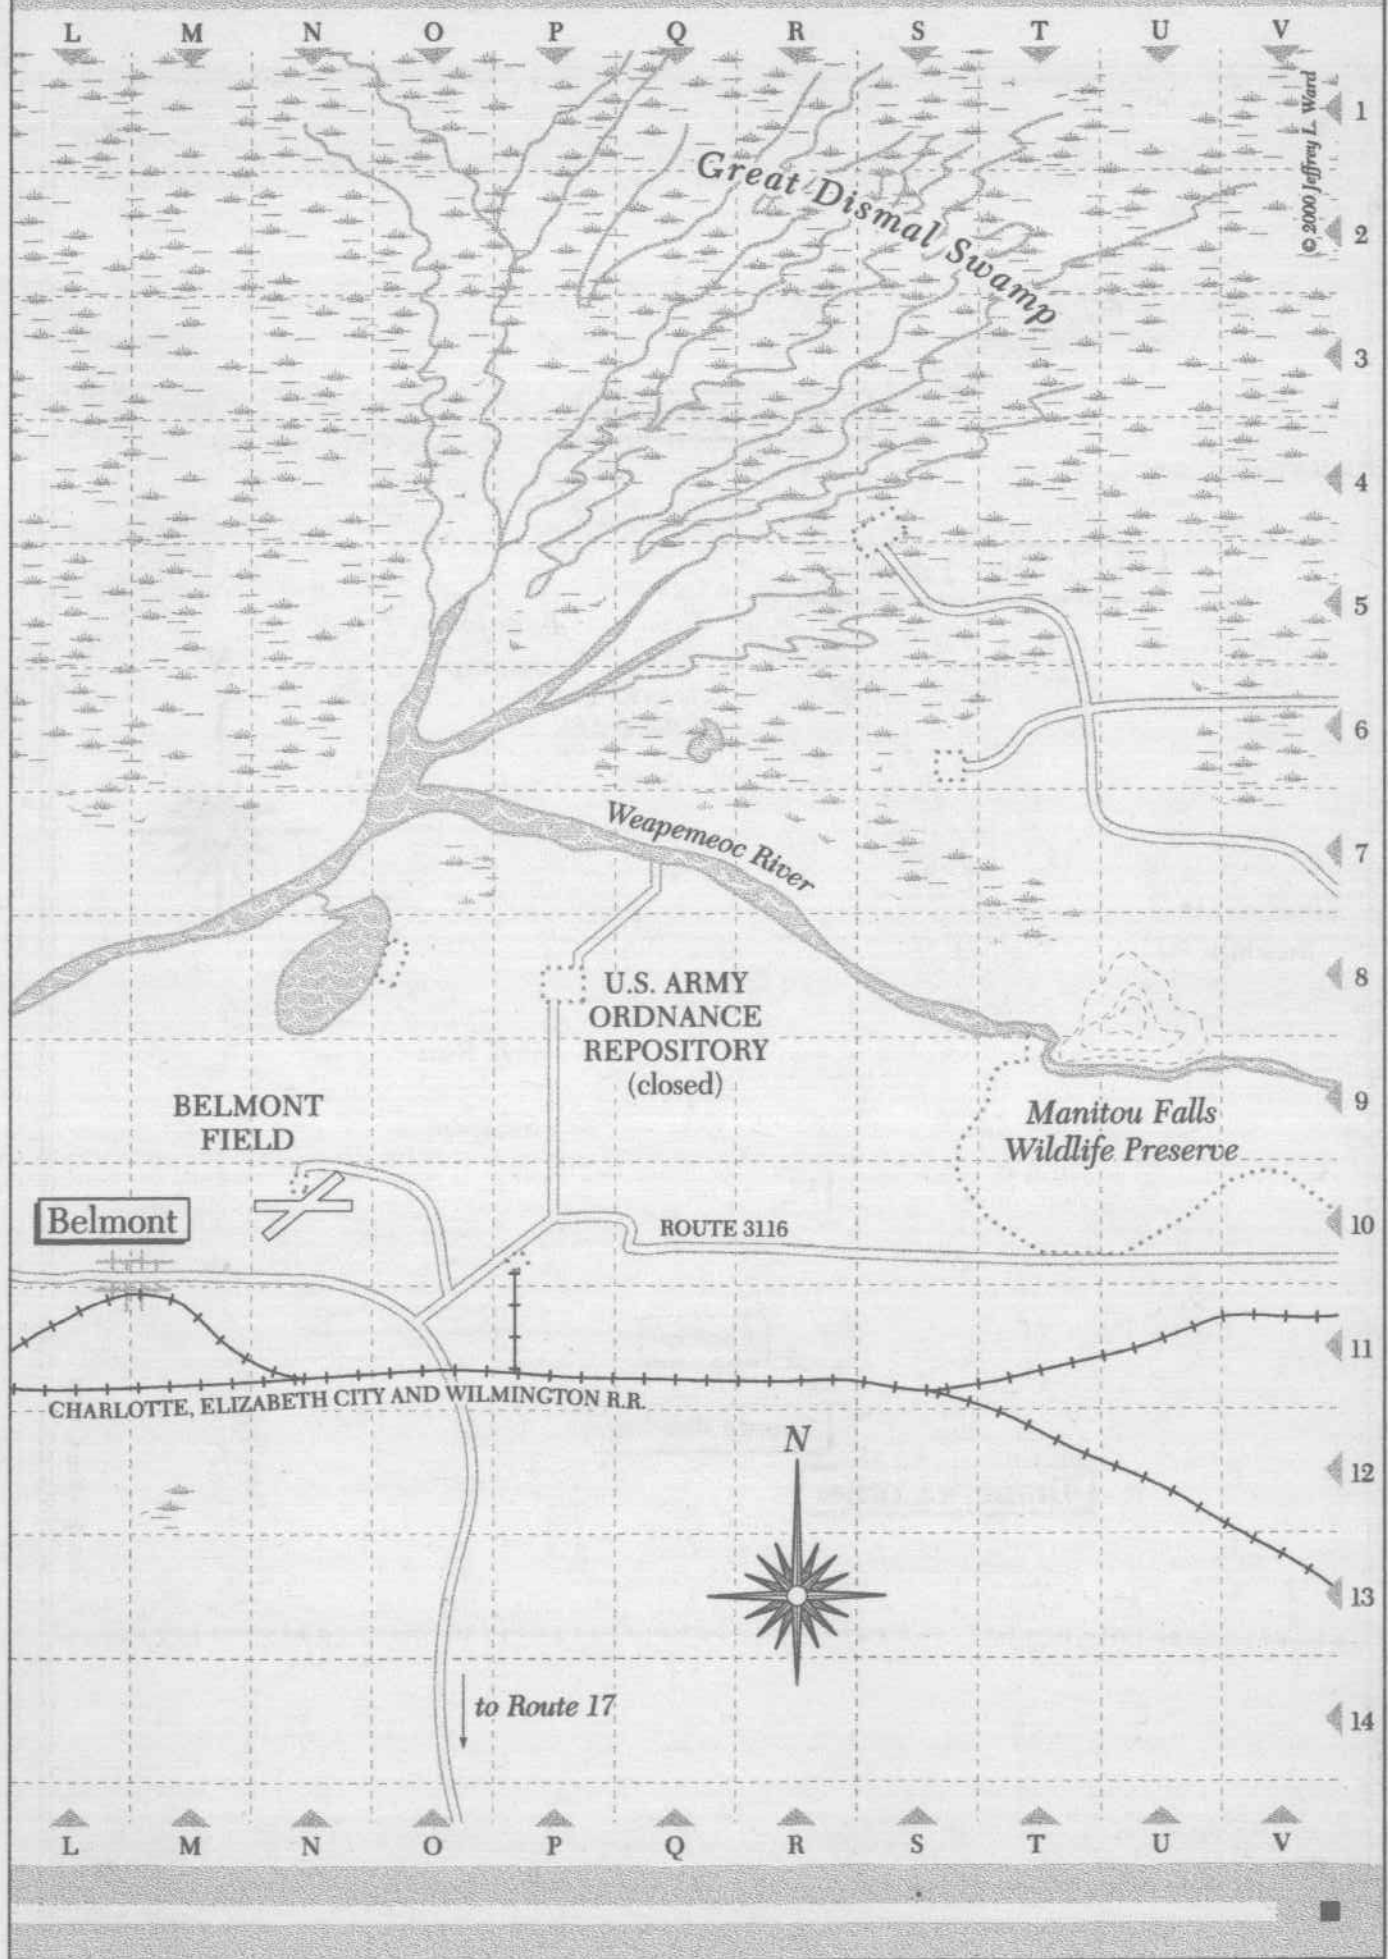 L M N O P Q R S T U V
1
© 2000 Jeffrey L. Ward
Great Dismal Swamp
2
3
4
5
6
Weapemeoc River
7
8
U.S. ARMY
ORDNANCE
REPOSITORY
(closed)
9
BELMONT
FIELD
Manitou Falls
Wildlife Preserve
Belmont
ROUTE 3116
10
11
CHARLOTTE, ELIZABETH CITY AND WILMINGTON R.R.
N
12
13
to Route 17
14
L M N O P Q R S T U V